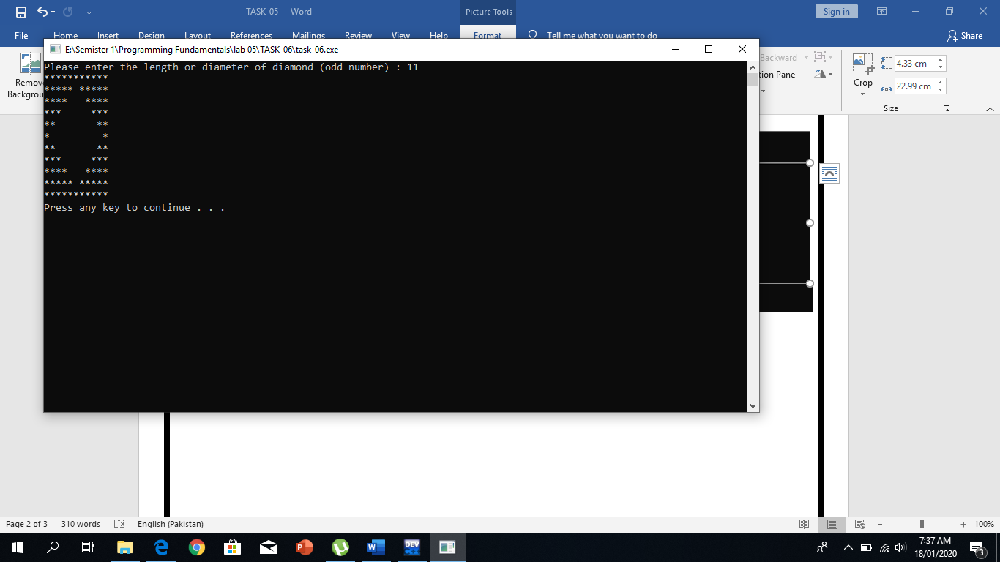 TASK-05 - Word
Picture Tools
Sign in
File Home Insert Design Layout References Mailings Review View Help Format Tell me what you want to do Share
E:\Semister 1\Programming Fundamentals\lab 05\TASK-06\task-06.exe
Please enter the length or diameter of diamond (odd number) : 11
***********
***** *****
****   ****
***     ***
**       **
*         *
**       **
***     ***
****   ****
***** *****
***********
Press any key to continue . . .
Backward
Crop
4.33 cm
22.99 cm
Size
Page 2 of 3 310 words English (Pakistan) 100%
DEV
7:37 AM
18/01/2020
3